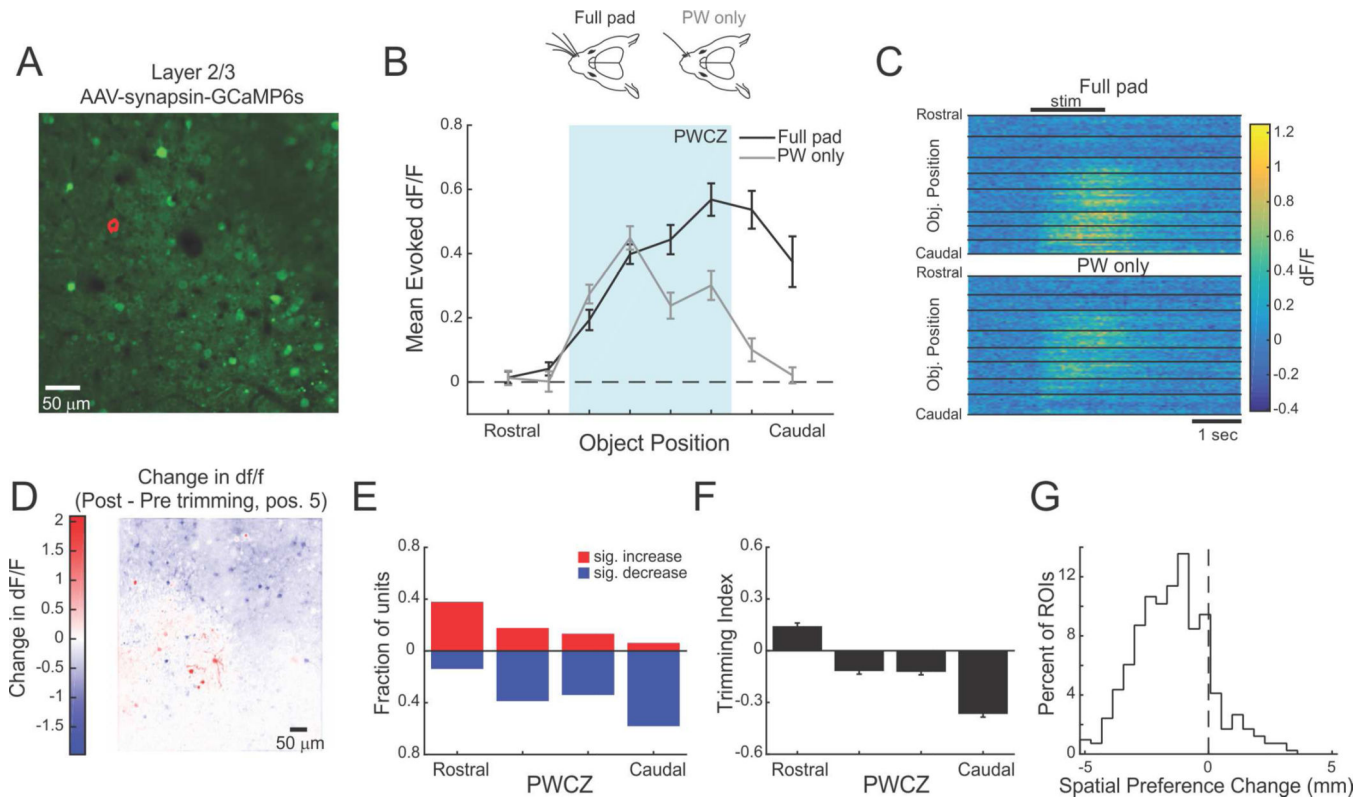 A
Layer 2/3
AAV-synapsin-GCaMP6s
50 μm
B
Full pad
PW only
PWCZ
Full pad
PW only
Mean Evoked dF/F
0.8
0.6
0.4
0.2
0
Rostral
Caudal
Object Position
C
Full pad
stim
Rostral
Obj. Position
Caudal
PW only
Rostral
Obj. Position
Caudal
1 sec
1.2
1
0.8
0.6
0.4
0.2
0
-0.2
-0.4
dF/F
D
Change in df/f
(Post - Pre trimming, pos. 5)
Change in dF/F
2
1.5
1
0.5
0
-0.5
-1
-1.5
50 μm
E
sig. increase
sig. decrease
Fraction of units
0.8
0.4
0
0.4
0.8
Rostral
Caudal
PWCZ
F
Trimming Index
0.6
0.3
0
-0.3
-0.6
Rostral
Caudal
PWCZ
G
Percent of ROIs
12
8
4
0
-5
0
5
Spatial Preference Change (mm)